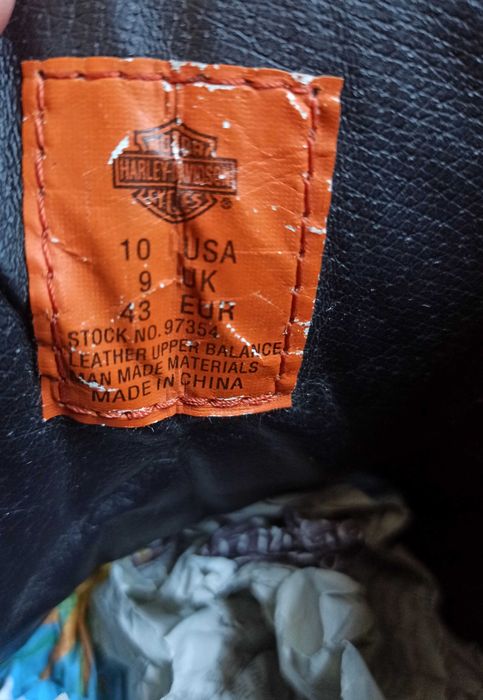 MOTOR
HARLEY-DAVIDSON
CYCLES
®
10 USA
9 UK
43 EUR
STOCK NO. 97354
LEATHER UPPER BALANCE
MAN MADE MATERIALS
MADE IN CHINA